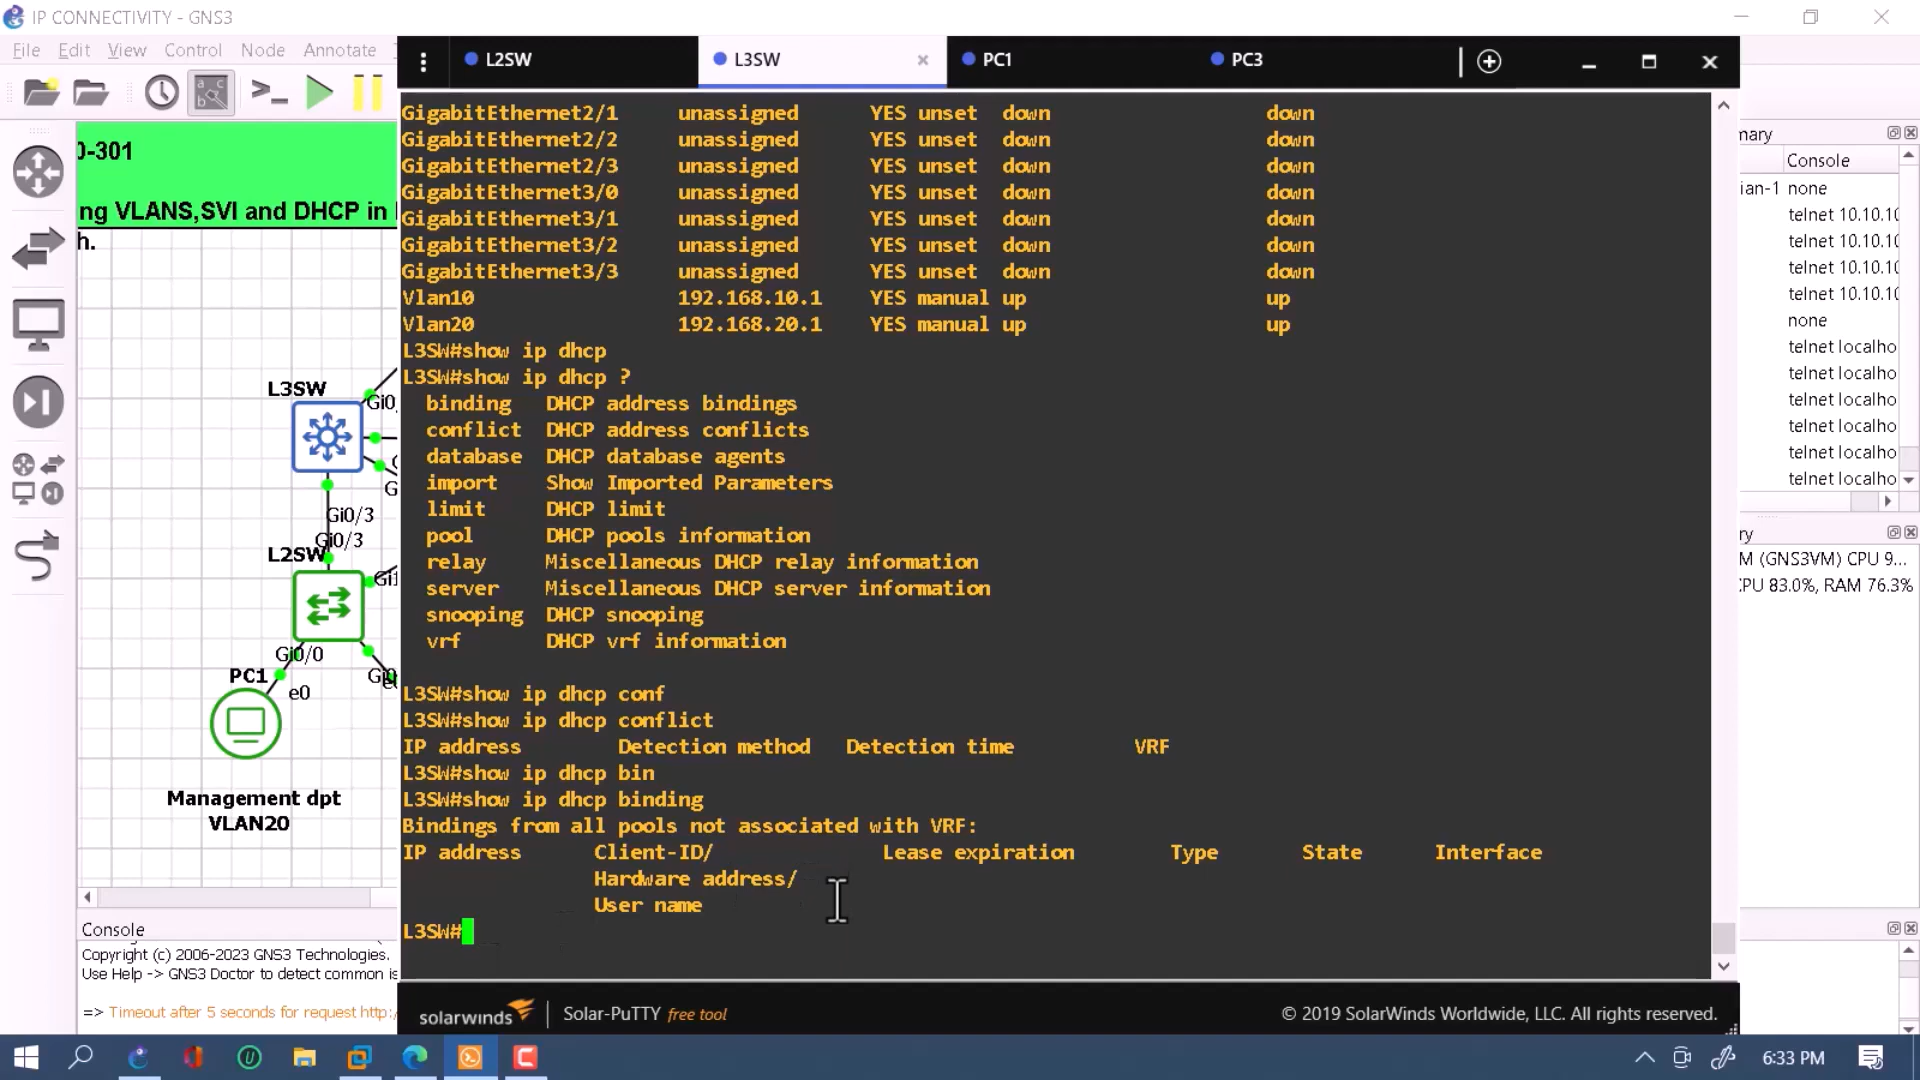 IP CONNECTIVITY - GNS3
File Edit View Control Node Annotate
L2SW
L3SW
PC1
PC3
0-301
ng VLANS,SVI and DHCP in
h.
L3SW
Gi0/3
Gi0/3
L2SW
Gi0/0
PC1
e0
Management dpt
VLAN20
GigabitEthernet2/1 unassigned YES unset down down
GigabitEthernet2/2 unassigned YES unset down down
GigabitEthernet2/3 unassigned YES unset down down
GigabitEthernet3/0 unassigned YES unset down down
GigabitEthernet3/1 unassigned YES unset down down
GigabitEthernet3/2 unassigned YES unset down down
GigabitEthernet3/3 unassigned YES unset down down
Vlan10 192.168.10.1 YES manual up up
Vlan20 192.168.20.1 YES manual up up
L3SW#show ip dhcp
L3SW#show ip dhcp ?
binding DHCP address bindings
conflict DHCP address conflicts
database DHCP database agents
import Show Imported Parameters
limit DHCP limit
pool DHCP pools information
relay Miscellaneous DHCP relay information
server Miscellaneous DHCP server information
snooping DHCP snooping
vrf DHCP vrf information
L3SW#show ip dhcp conf
L3SW#show ip dhcp conflict
IP address Detection method Detection time VRF
L3SW#show ip dhcp bin
L3SW#show ip dhcp binding
Bindings from all pools not associated with VRF:
IP address Client-ID/ Lease expiration Type State Interface
Hardware address/
User name
L3SW#
solarwinds Solar-PuTTY free tool
© 2019 SolarWinds Worldwide, LLC. All rights reserved.
mary
Console
ian-1 none
telnet 10.10.10
telnet 10.10.10
telnet 10.10.10
telnet 10.10.10
none
telnet localho
telnet localho
telnet localho
telnet localho
telnet localho
telnet localho
ry
M (GNS3VM) CPU 9...
CPU 83.0%, RAM 76.3%
Console
Copyright (c) 2006-2023 GNS3 Technologies.
Use Help -> GNS3 Doctor to detect common is
=> Timeout after 5 seconds for request http:/
6:33 PM